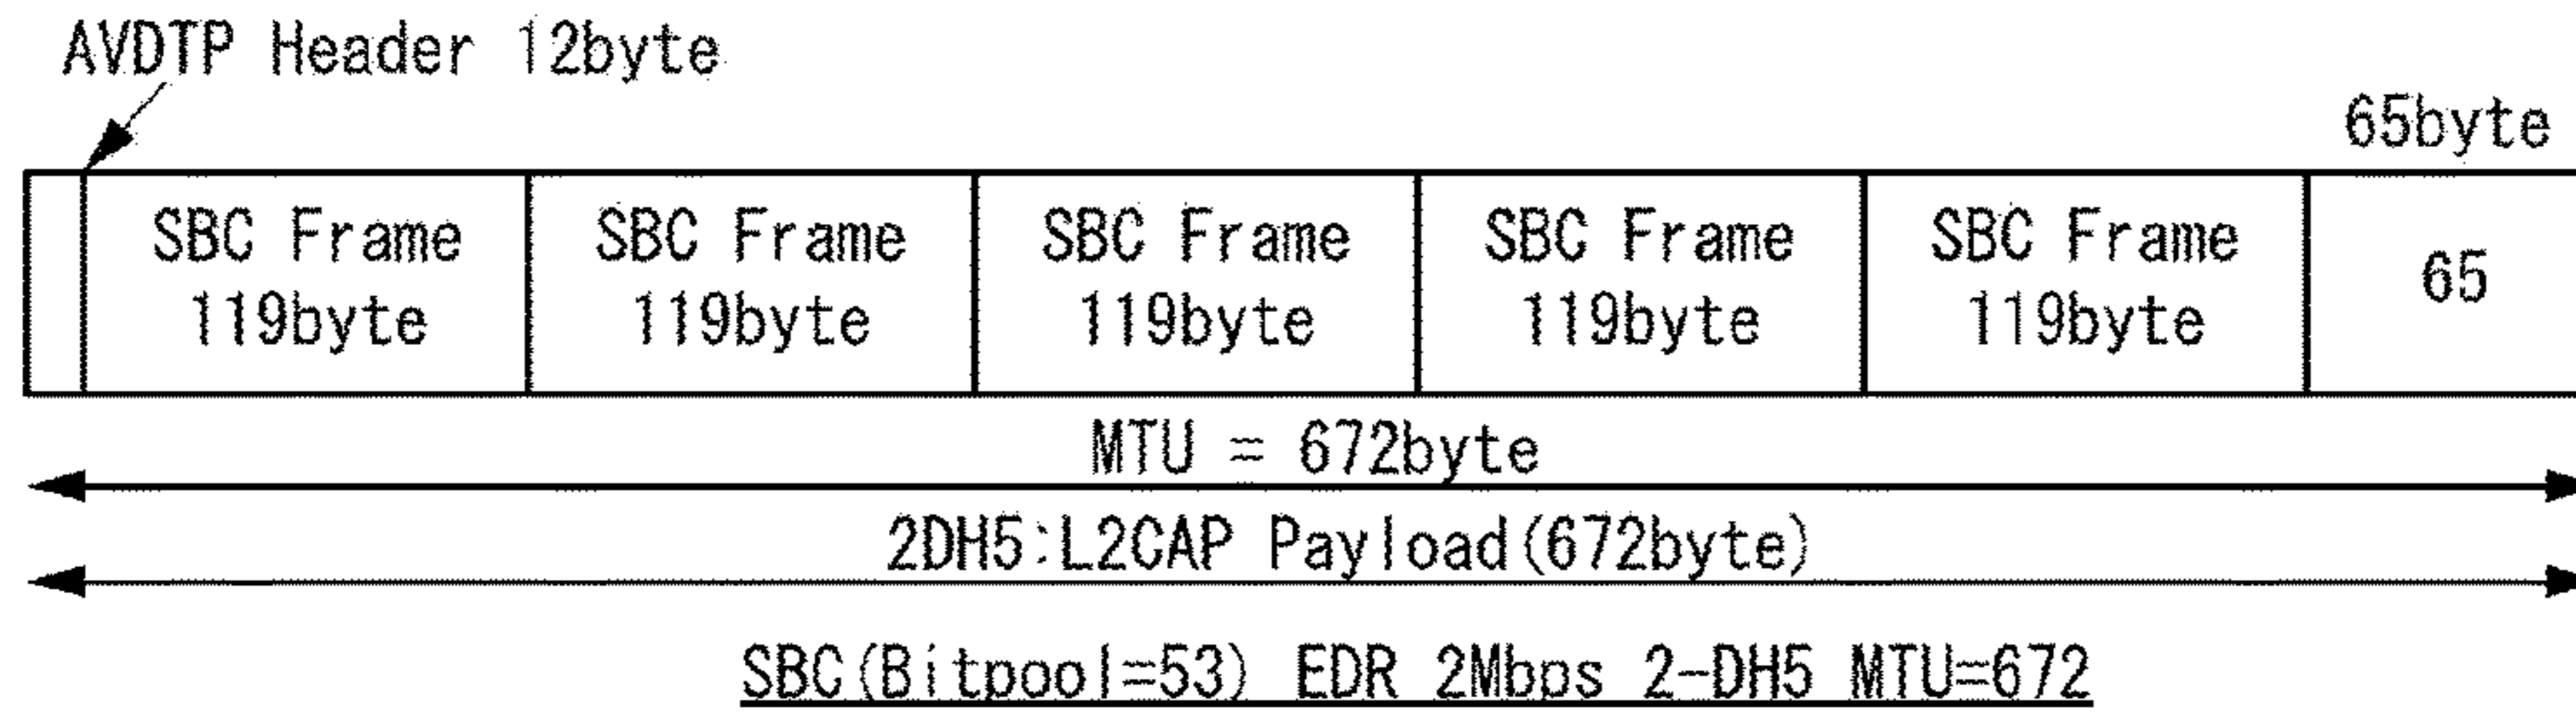 AVDTP Header 12byte
65byte
SBC Frame
119byte
SBC Frame
119byte
SBC Frame
119byte
SBC Frame
119byte
SBC Frame
119byte
65
MTU = 672byte
2DH5:L2CAP Payload(672byte)
SBC(Bitpool=53) EDR 2Mbps 2-DH5 MTU=672